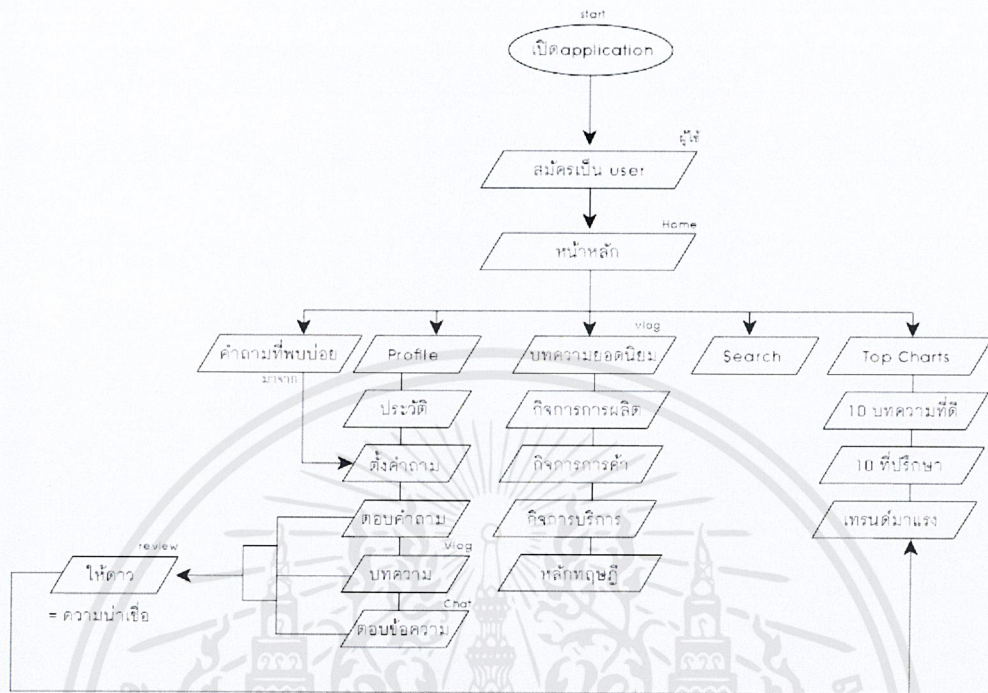 start
เปิดapplication
ผู้ใช้
สมัครเป็น user
Home
หน้าหลัก
vlog
คำถามที่พบบ่อย Profile บทความยอดนิยม Search Top Charts
มาจาก
ประวัติ กิจการการผลิต 10 บทความที่ดี
ตั้งคำถาม กิจการการค้า 10 ที่ปรึกษา
ตอบคำถาม กิจการบริการ เทรนด์มาแรง
review Vlog
ให้ดาว บทความ หลักทฤษฎี
= ความน่าเชื่อ Chat
ตอบข้อความ